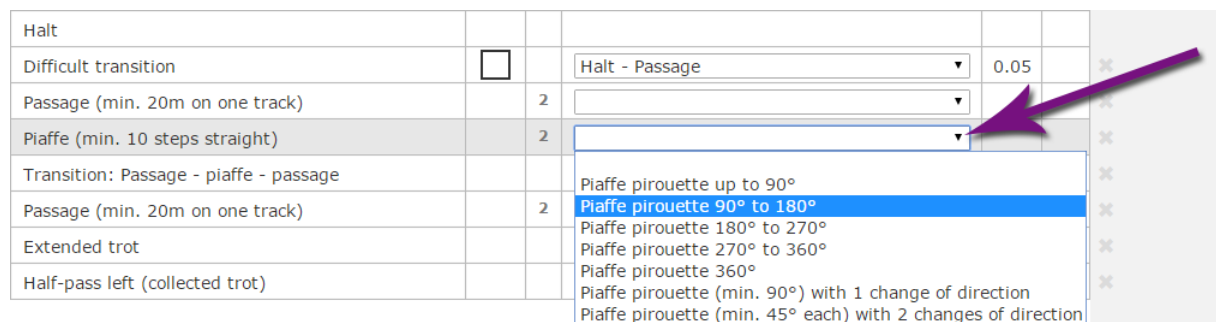 Halt
Difficult transition Halt - Passage 0.05
Passage (min. 20m on one track) 2
Piaffe (min. 10 steps straight) 2
Transition: Passage - piaffe - passage
Passage (min. 20m on one track) 2
Extended trot
Half-pass left (collected trot)
Piaffe pirouette up to 90°
Piaffe pirouette 90° to 180°
Piaffe pirouette 180° to 270°
Piaffe pirouette 270° to 360°
Piaffe pirouette 360°
Piaffe pirouette (min. 90°) with 1 change of direction
Piaffe pirouette (min. 45° each) with 2 changes of direction